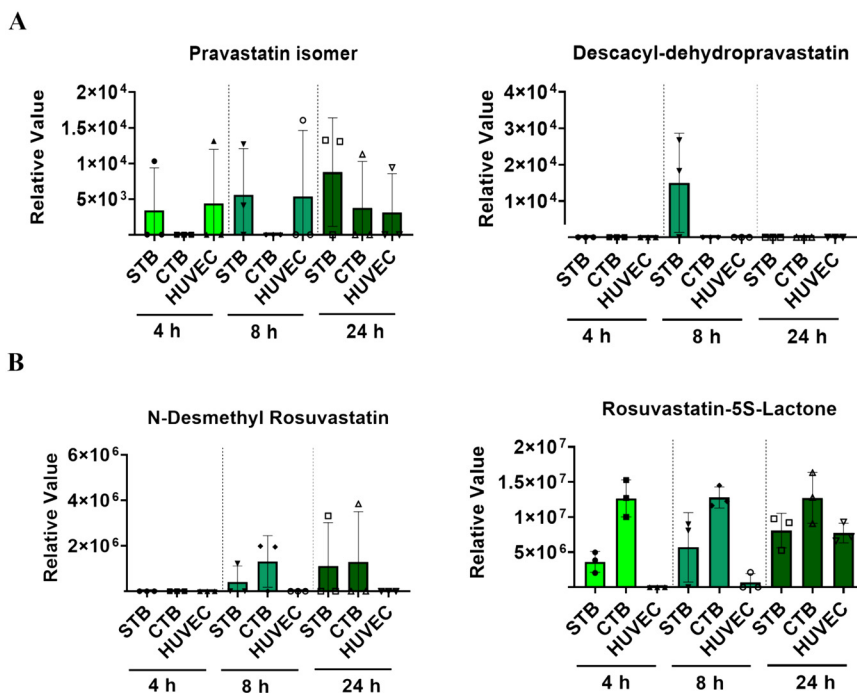 A
Pravastatin isomer
Relative Value
2×10⁴
1.5×10⁴
1×10⁴
5×10³
STB CTB HUVEC STB CTB HUVEC STB CTB HUVEC
4 h 8 h 24 h
Descacyl-dehydropravastatin
Relative Value
4×10⁴
3×10⁴
2×10⁴
1×10⁴
STB CTB HUVEC STB CTB HUVEC STB CTB HUVEC
4 h 8 h 24 h
B
N-Desmethyl Rosuvastatin
Relative Value
6×10⁶
4×10⁶
2×10⁶
STB CTB HUVEC STB CTB HUVEC STB CTB HUVEC
4 h 8 h 24 h
Rosuvastatin-5S-Lactone
Relative Value
2×10⁷
1.5×10⁷
1×10⁷
5×10⁶
STB CTB HUVEC STB CTB HUVEC STB CTB HUVEC
4 h 8 h 24 h